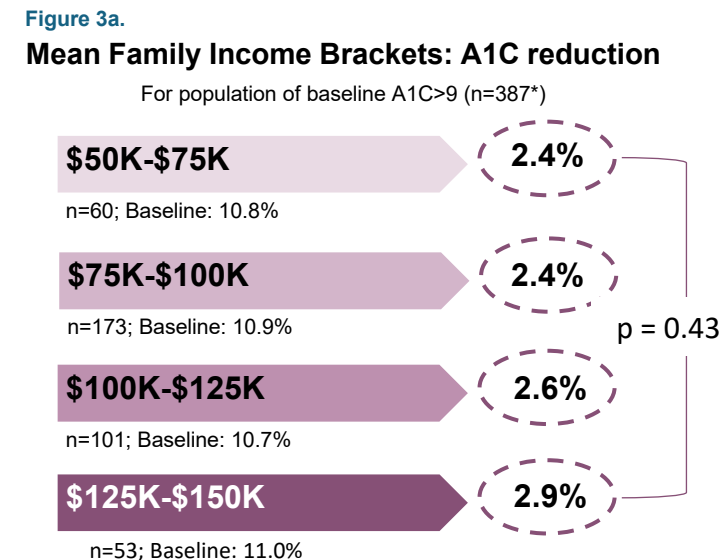 Figure 3a.
Mean Family Income Brackets: A1C reduction
For population of baseline A1C>9 (n=387*)
$50K-$75K
2.4%
n=60; Baseline: 10.8%
$75K-$100K
2.4%
n=173; Baseline: 10.9%
p = 0.43
$100K-$125K
2.6%
n=101; Baseline: 10.7%
$125K-$150K
2.9%
n=53; Baseline: 11.0%